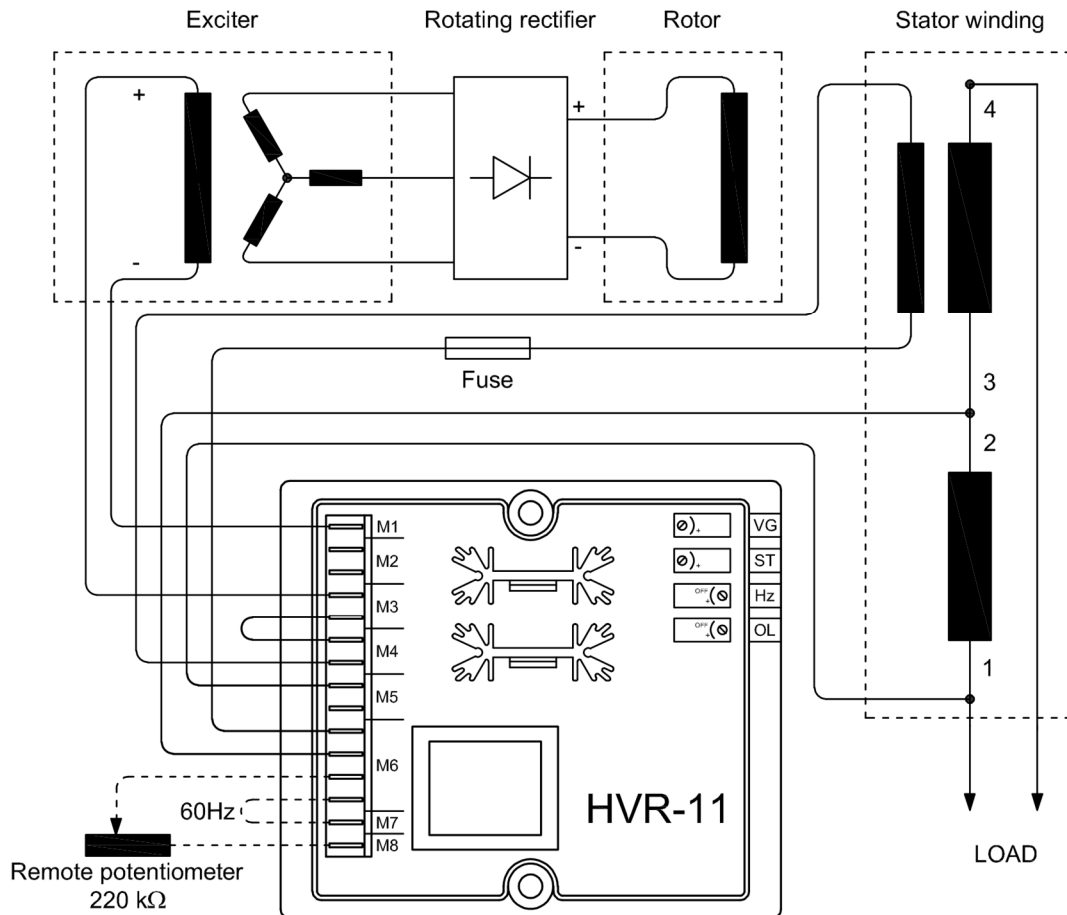 Exciter
Rotating rectifier
Rotor
Stator winding
+
-
+
-
4
3
2
1
Fuse
M1
M2
M3
M4
M5
M6
M7
M8
+
VG
+
ST
OFF
+
Hz
OFF
+
OL
60Hz
HVR-11
Remote potentiometer
220 kΩ
LOAD